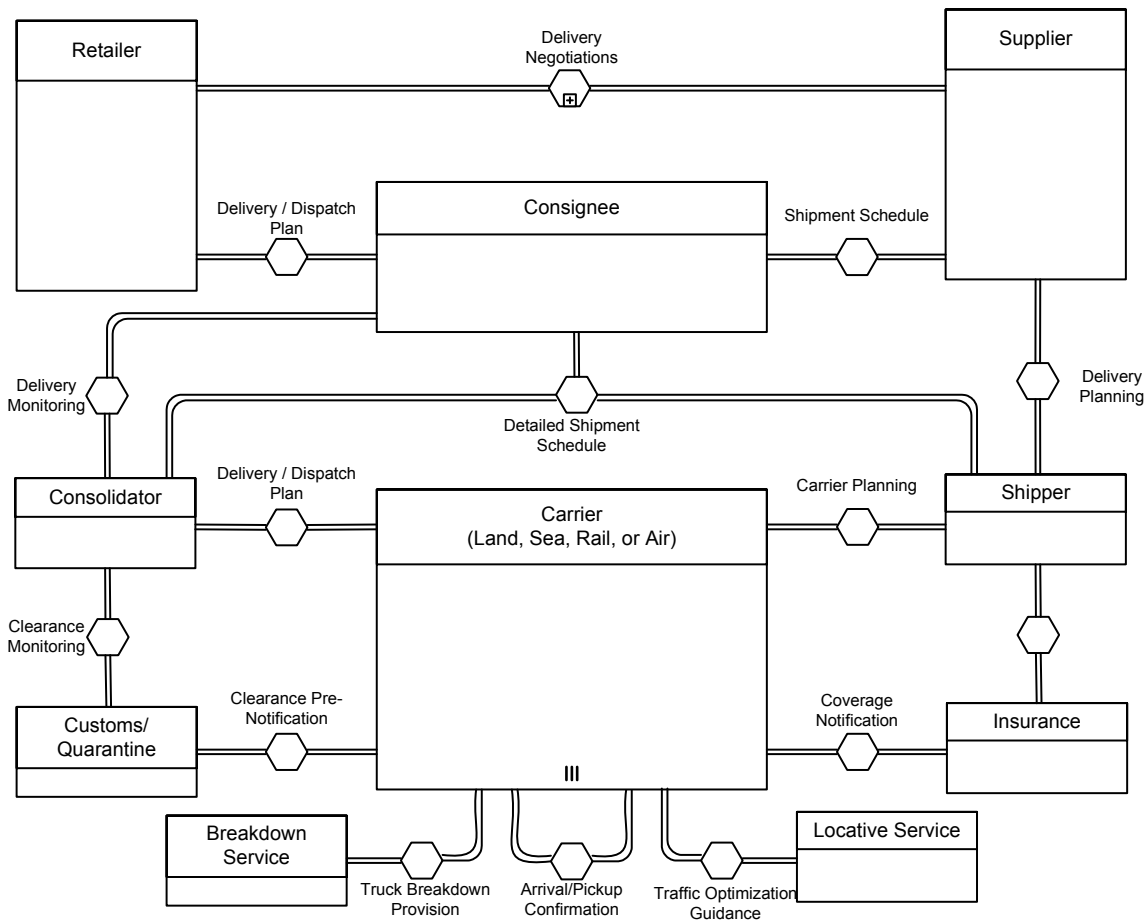 Retailer
Delivery
Negotiations
Supplier
Delivery / Dispatch
Plan
Consignee
Shipment Schedule
Delivery
Monitoring
Detailed Shipment
Schedule
Delivery
Planning
Consolidator
Delivery / Dispatch
Plan
Carrier
(Land, Sea, Rail, or Air)
Carrier Planning
Shipper
Clearance
Monitoring
Customs/
Quarantine
Clearance Pre-
Notification
Coverage
Notification
Insurance
Breakdown
Service
Truck Breakdown
Provision
Arrival/Pickup
Confirmation
Traffic Optimization
Guidance
Locative Service